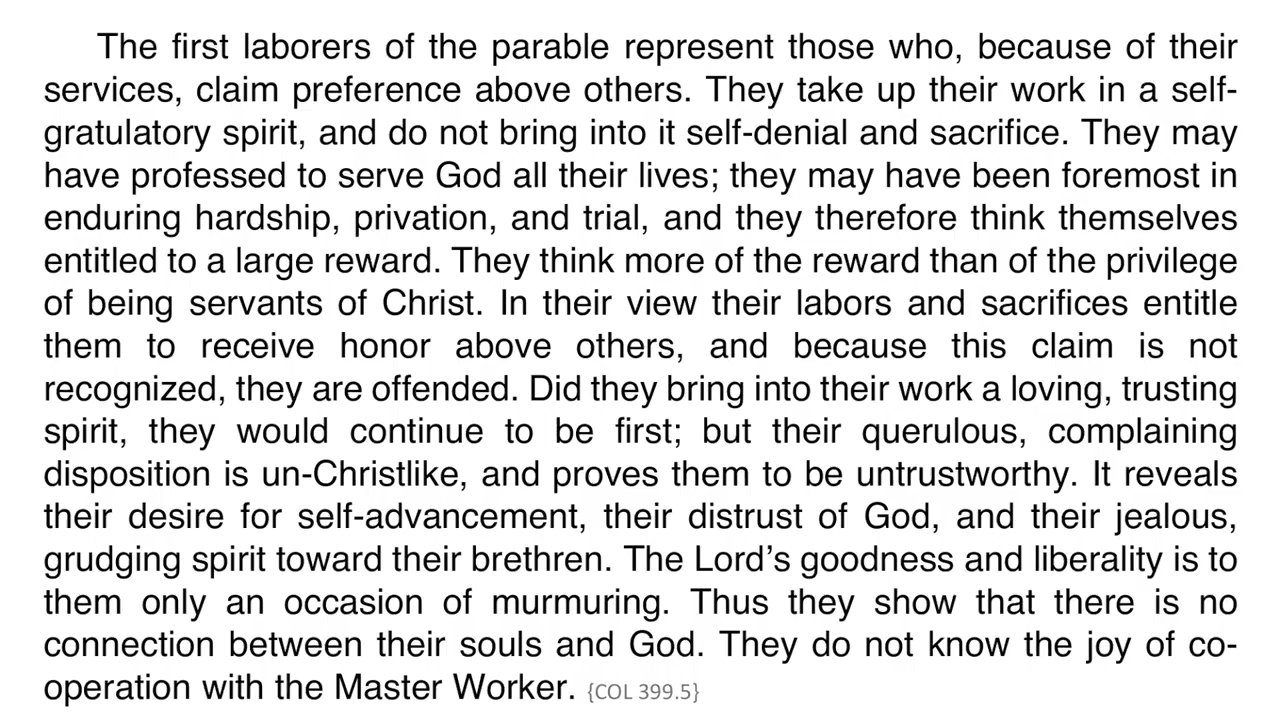 The first laborers of the parable represent those who, because of their
services, claim preference above others. They take up their work in a self-
gratulatory spirit, and do not bring into it self-denial and sacrifice. They may
have professed to serve God all their lives; they may have been foremost in
enduring hardship, privation, and trial, and they therefore think themselves
entitled to a large reward. They think more of the reward than of the privilege
of being servants of Christ. In their view their labors and sacrifices entitle
them to receive honor above others, and because this claim is not
recognized, they are offended. Did they bring into their work a loving, trusting
spirit, they would continue to be first; but their querulous, complaining
disposition is un-Christlike, and proves them to be untrustworthy. It reveals
their desire for self-advancement, their distrust of God, and their jealous,
grudging spirit toward their brethren. The Lord’s goodness and liberality is to
them only an occasion of murmuring. Thus they show that there is no
connection between their souls and God. They do not know the joy of co-
operation with the Master Worker. {COL 399.5}